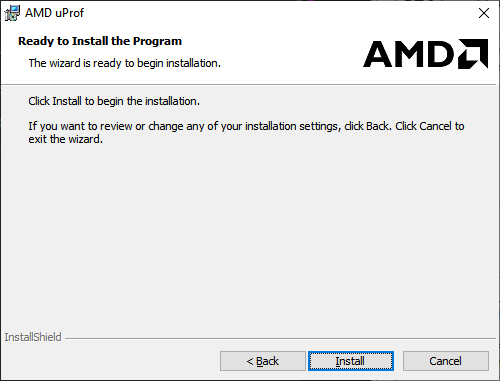 AMD uProf
Ready to Install the Program
The wizard is ready to begin installation.
AMD
Click Install to begin the installation.
If you want to review or change any of your installation settings, click Back. Click Cancel to
exit the wizard.
InstallShield
< Back
Install
Cancel